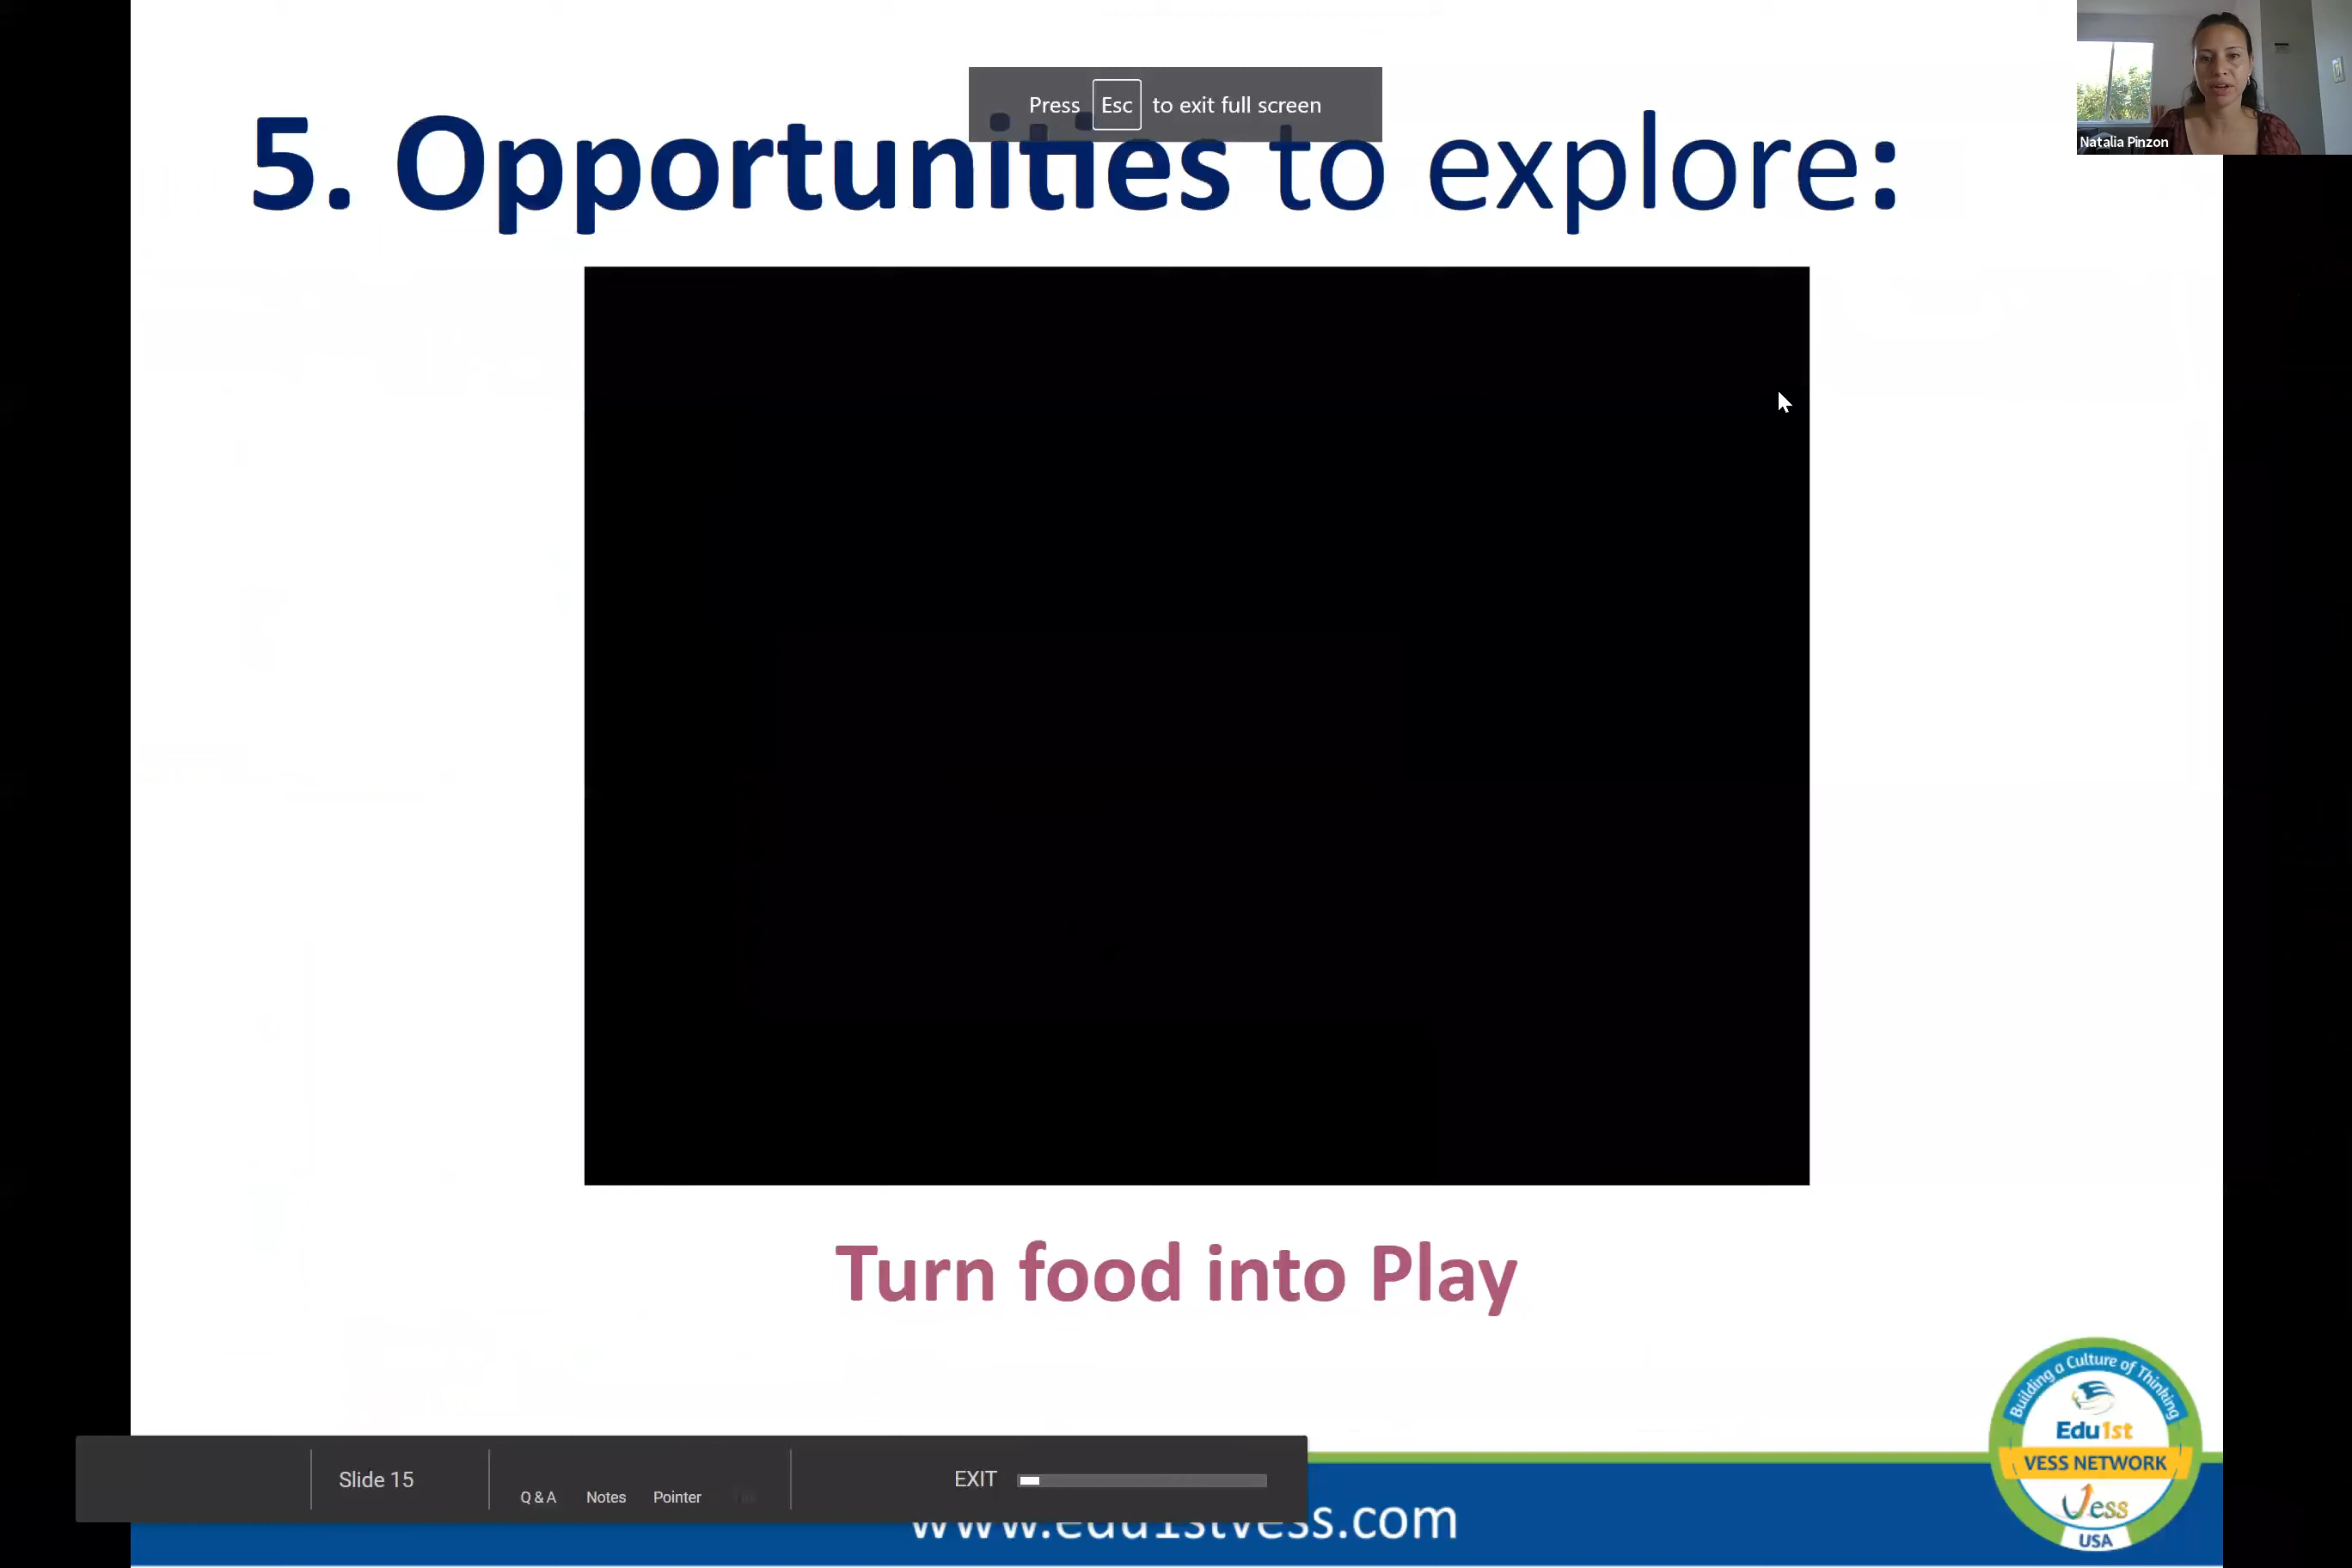 Press Esc to exit full screen
Natalia Pinzon
5. Opportunities to explore:
Turn food into Play
Building a Culture of Thinking
Edu1st
VESS NETWORK
Vess
USA
Slide 15
Q & A Notes Pointer
EXIT
www.edu1stvess.com